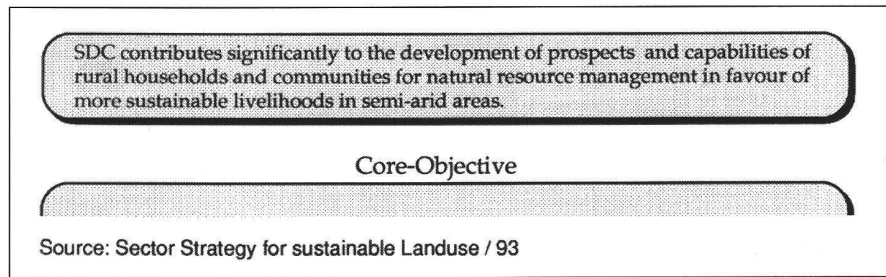 SDC contributes significantly to the development of prospects and capabilities of
rural households and communities for natural resource management in favour of
more sustainable livelihoods in semi-arid areas.
Core-Objective
Source: Sector Strategy for sustainable Landuse / 93